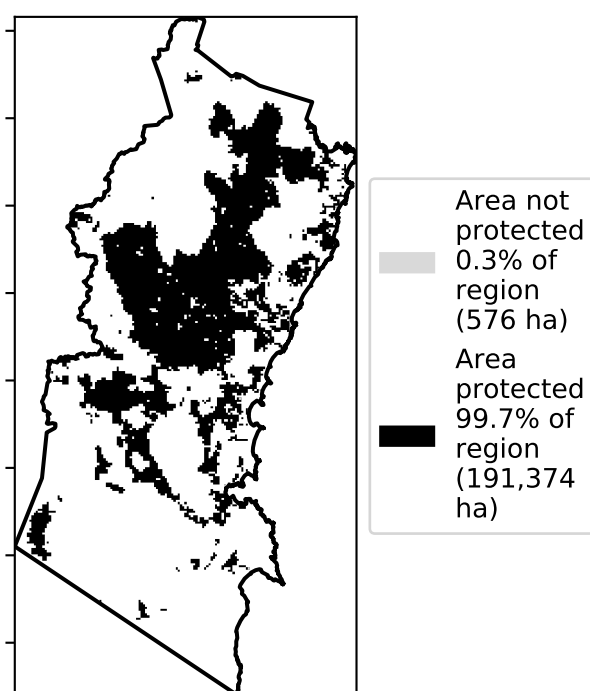 Area not
protected
0.3% of
region
(576 ha)
Area
protected
99.7% of
region
(191,374
ha)